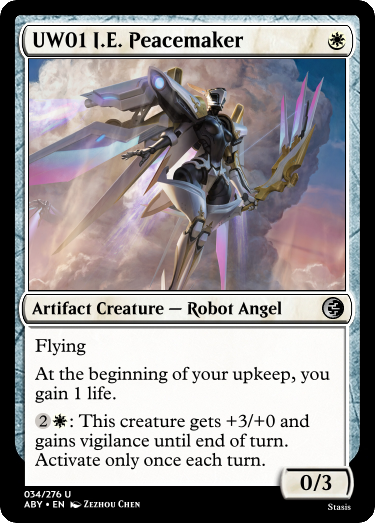 UW01 I.E. Peacemaker
Artifact Creature — Robot Angel
Flying
At the beginning of your upkeep, you
gain 1 life.
2: This creature gets +3/+0 and
gains vigilance until end of turn.
Activate only once each turn.
0/3
034/276 U
ABY • EN Zezhou Chen
Stasis